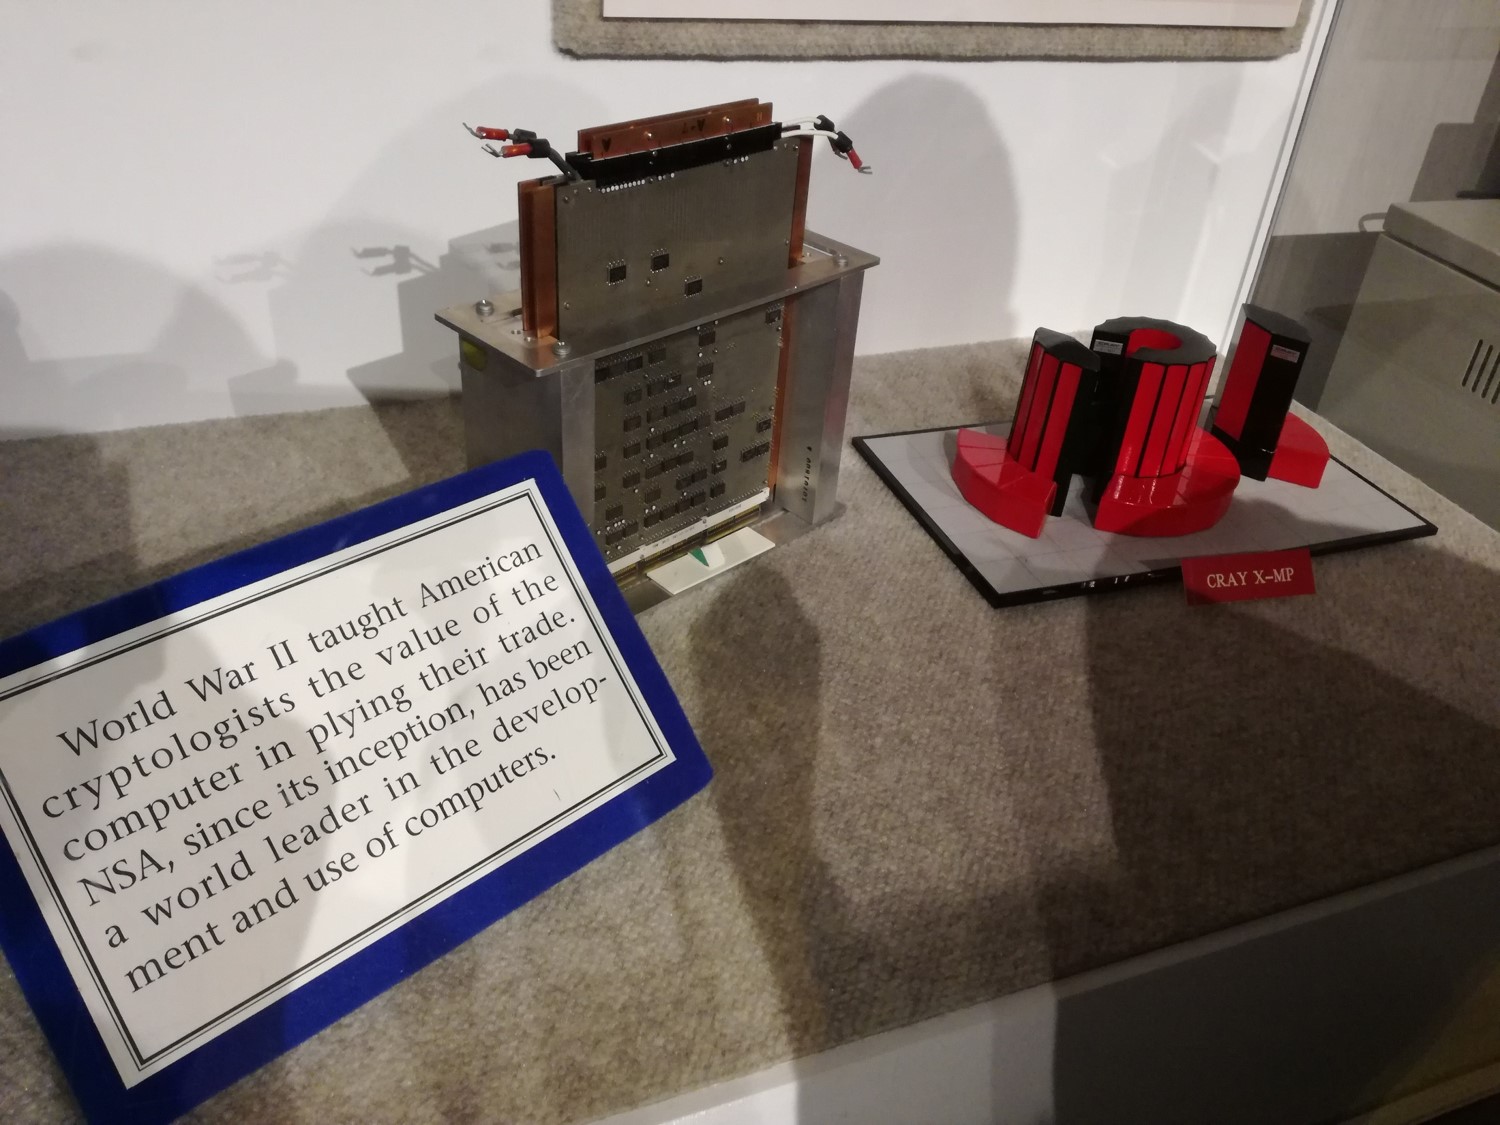 World War II taught American
cryptologists the value of the
computer in plying their trade.
NSA, since its inception, has been
a world leader in the develop-
ment and use of computers.
CRAY X-MP